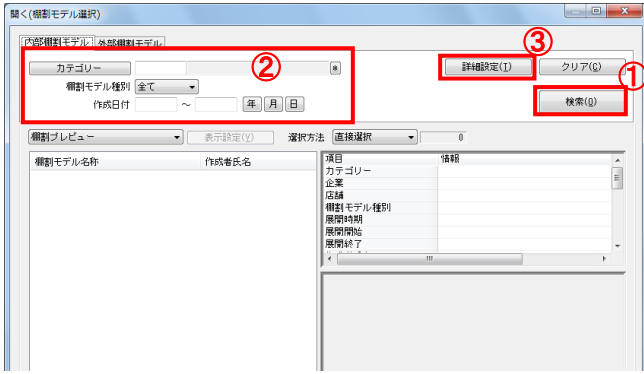 開く(棚割モデル選択)
内部棚割モデル 外部棚割モデル
③
カテゴリー ② * 詳細設定(I) クリア(C) ①
棚割モデル種別 全て
作成日付 ～ 年 月 日 検索(Q)
棚割プレビュー 表示設定(V) 選択方法 直接選択 0
棚割モデル名称 作成者氏名 項目 情報
カテゴリー
企業
店舗
棚割モデル種別
展開時期
展開開始
展開終了